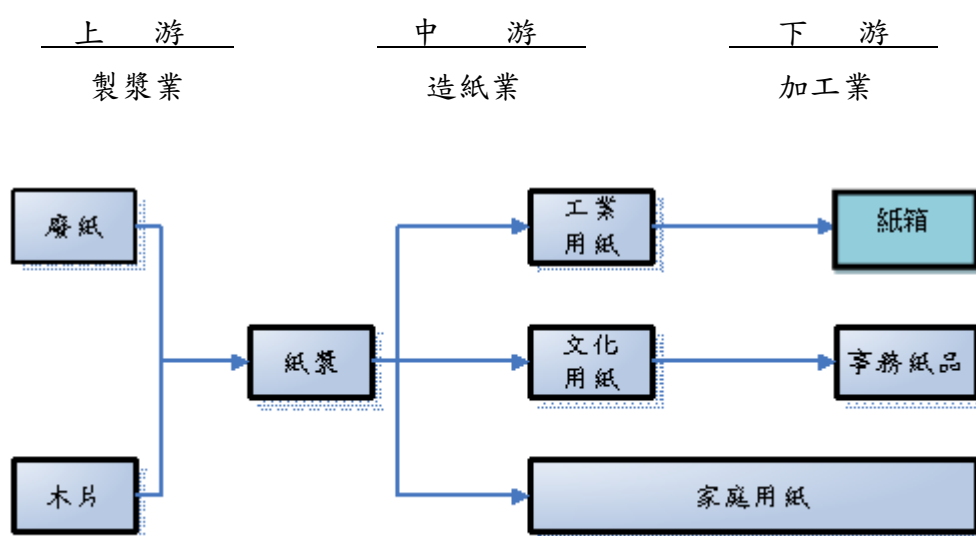 上 游
中 游
下 游
製漿業
造紙業
加工業
廢紙
工業
用紙
紙箱
紙漿
文化
用紙
事務紙品
木片
家庭用紙